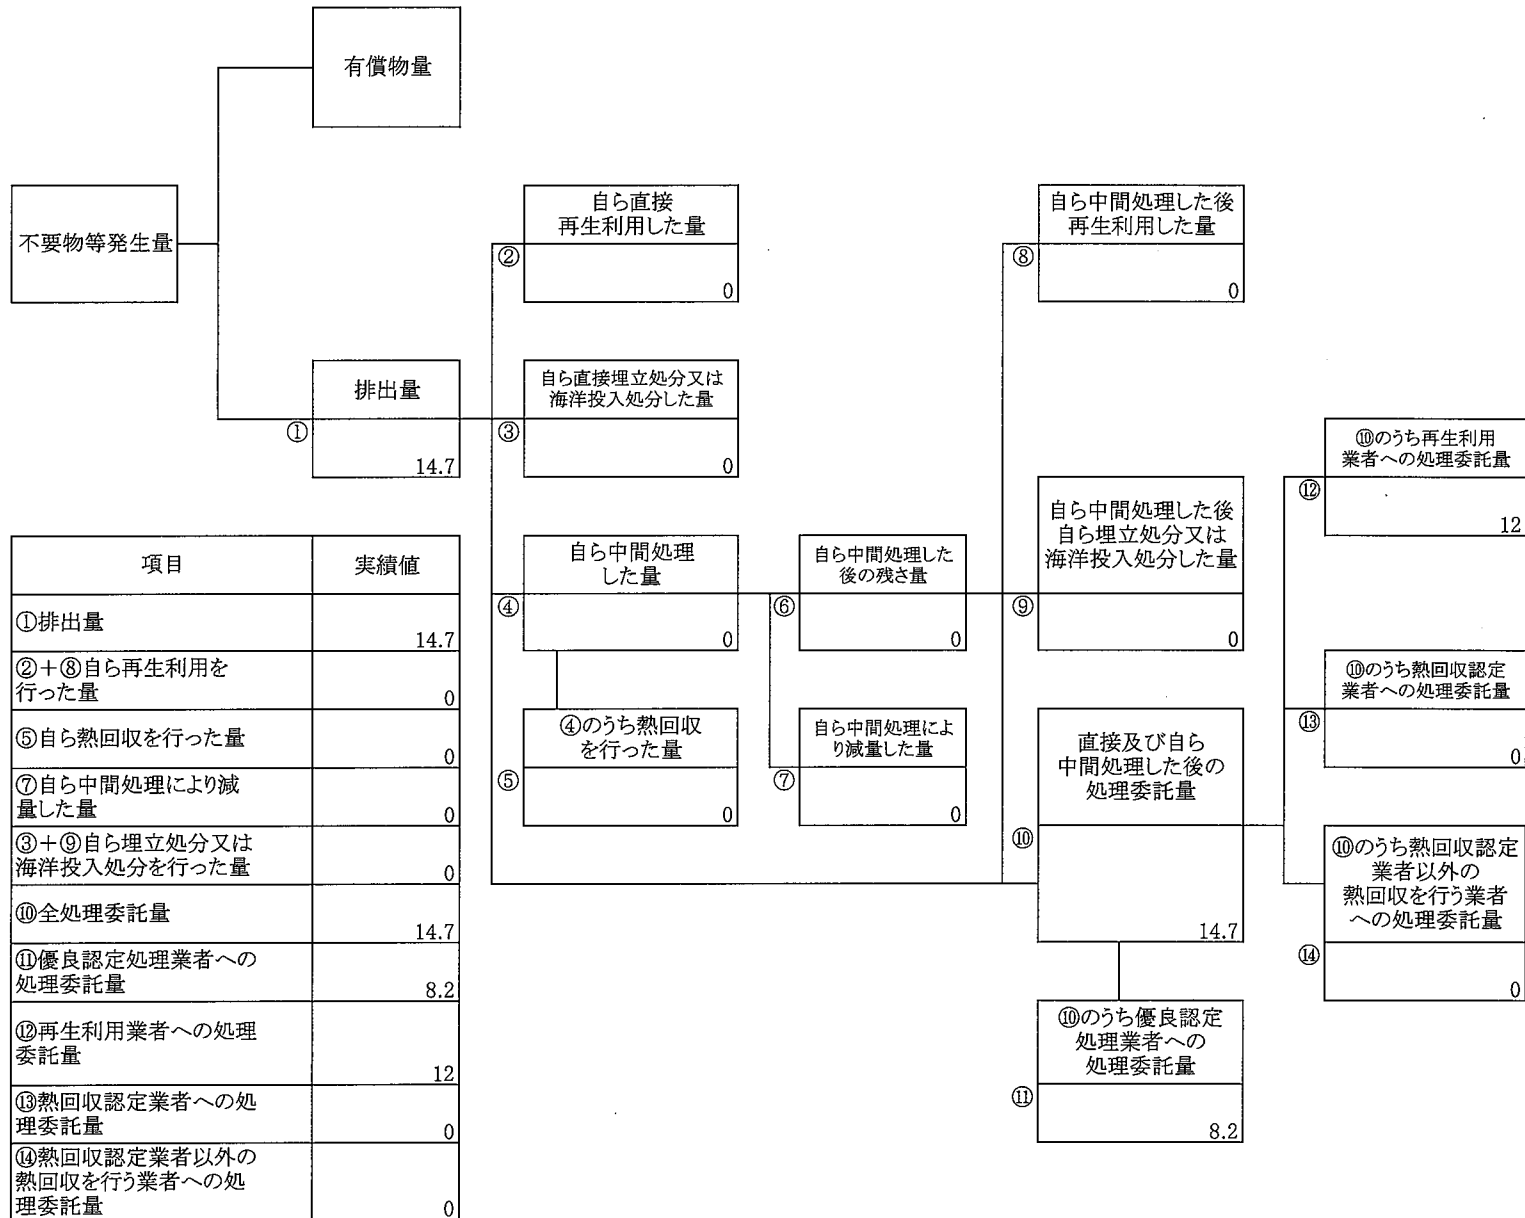 有償物量
不要物等発生量
自ら直接
再生利用した量
②
0
自ら中間処理した後
再生利用した量
⑧
0
排出量
①
14.7
自ら直接埋立処分又は
海洋投入処分した量
③
0
⑩のうち再生利用
業者への処理委託量
⑫
12
自ら中間処理
した量
④
0
自ら中間処理した
後の残さ量
⑥
0
自ら中間処理した後
自ら埋立処分又は
海洋投入処分した量
⑨
0
⑩のうち熱回収認定
業者への処理委託量
⑬
0
④のうち熱回収
を行った量
⑤
0
自ら中間処理によ
り減量した量
⑦
0
直接及び自ら
中間処理した後の
処理委託量
⑩
14.7
⑩のうち熱回収認定
業者以外の
熱回収を行う業者
への処理委託量
⑭
0
⑩のうち優良認定
処理業者への
処理委託量
⑪
8.2
項目 実績値
①排出量
14.7
②+⑧自ら再生利用を
行った量
0
⑤自ら熱回収を行った量
0
⑦自ら中間処理により減
量した量
0
③+⑨自ら埋立処分又は
海洋投入処分を行った量
0
⑩全処理委託量
14.7
⑪優良認定処理業者への
処理委託量
8.2
⑫再生利用業者への処理
委託量
12
⑬熱回収認定業者への処
理委託量
0
⑭熱回収認定業者以外の
熱回収を行う業者への処
理委託量
0